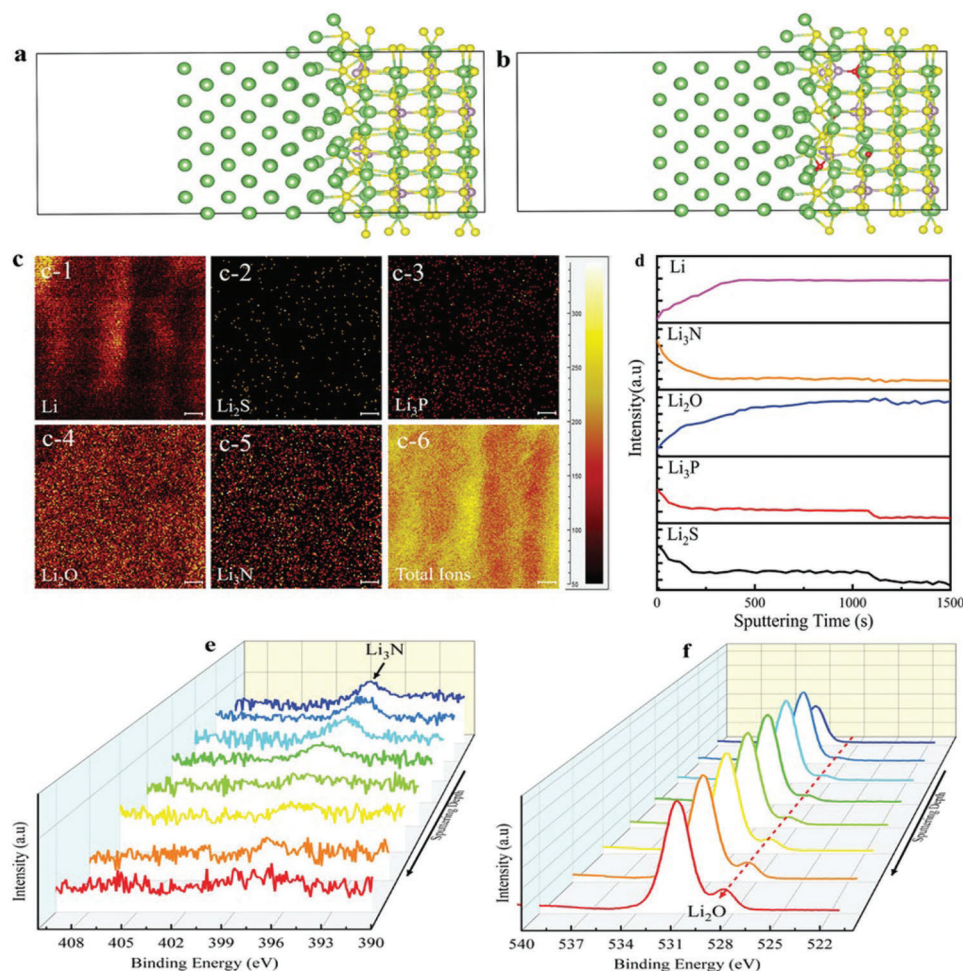 a
b
c
c-1
c-2
c-3
Li
Li₂S
Li₃P
c-4
c-5
c-6
Li₂O
Li₃N
Total Ions
350
300
250
200
150
100
50
d
Li
Li₃N
Li₂O
Li₃P
Li₂S
Intensity(a.u)
0 500 1000 1500
Sputtering Time (s)
e
Li₃N
Sputtering Depth
Intensity (a.u)
408 405 402 399 396 393 390
Binding Energy (eV)
f
Li₂O
Sputtering Depth
Intensity (a.u)
540 537 534 531 528 525 522
Binding Energy (eV)